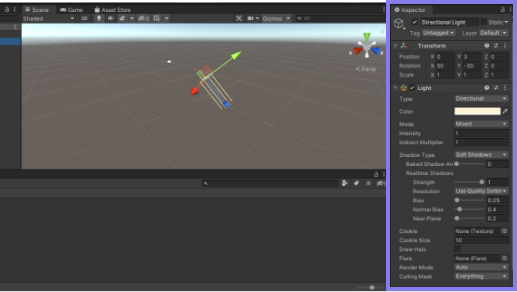 Scene Game Asset Store
Shaded 2D Gizmos
Persp
Inspector
Directional Light Static
Tag Untagged Layer Default
Transform
Position X 0 Y 3 Z 0
Rotation X 50 Y -30 Z 0
Scale X 1 Y 1 Z 1
Light
Type Directional
Color
Mode Mixed
Intensity 1
Indirect Multiplier 1
Shadow Type Soft Shadows
Baked Shadow An 0
Realtime Shadows
Strength 1
Resolution Use Quality Settin
Bias 0.05
Normal Bias 0.4
Near Plane 0.2
Cookie None (Texture)
Cookie Size 10
Draw Halo
Flare None (Flare)
Render Mode Auto
Culling Mask Everything